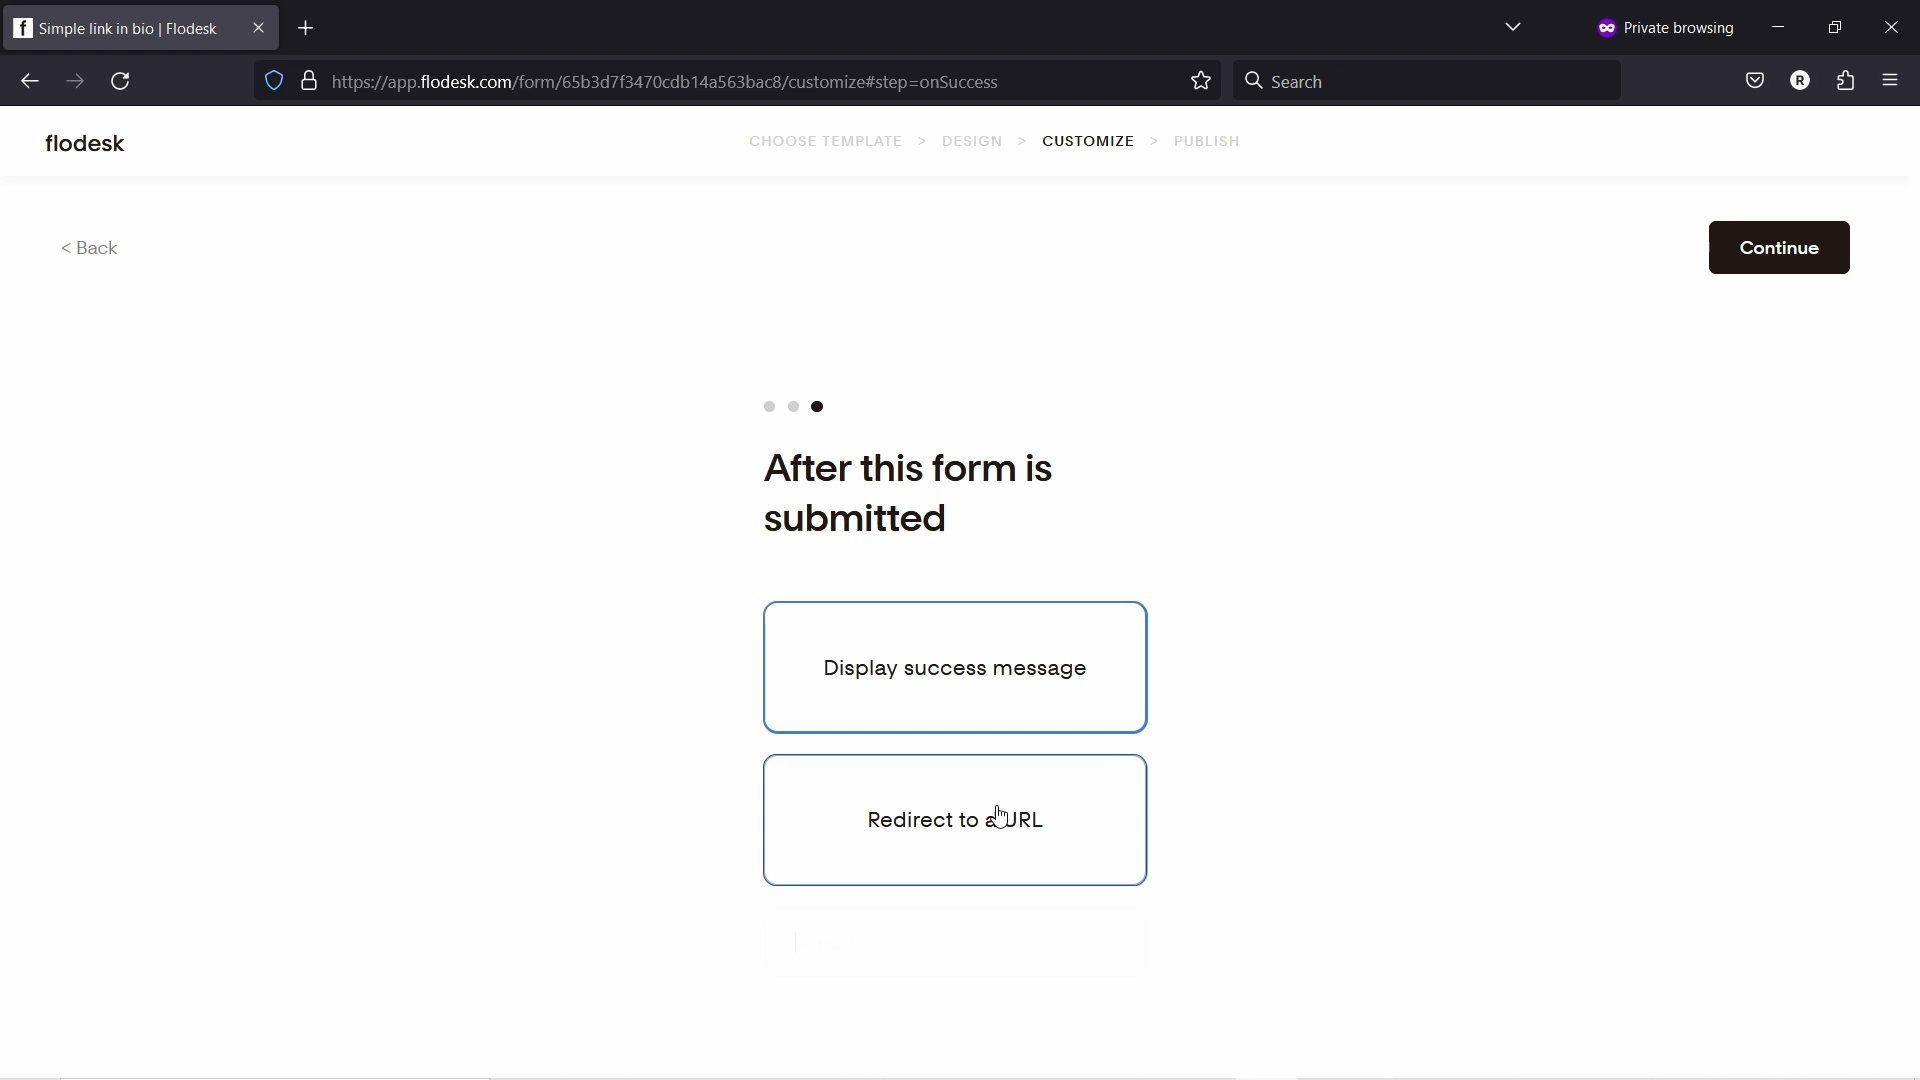 Simple link in bio | Flodesk
Private browsing
https://app.flodesk.com/form/65b3d7f3470cdb14a563bac8/customize#step=onSuccess
Search
R
flodesk
CHOOSE TEMPLATE > DESIGN > CUSTOMIZE > PUBLISH
< Back
Continue
After this form is
submitted
Display success message
Redirect to a URL